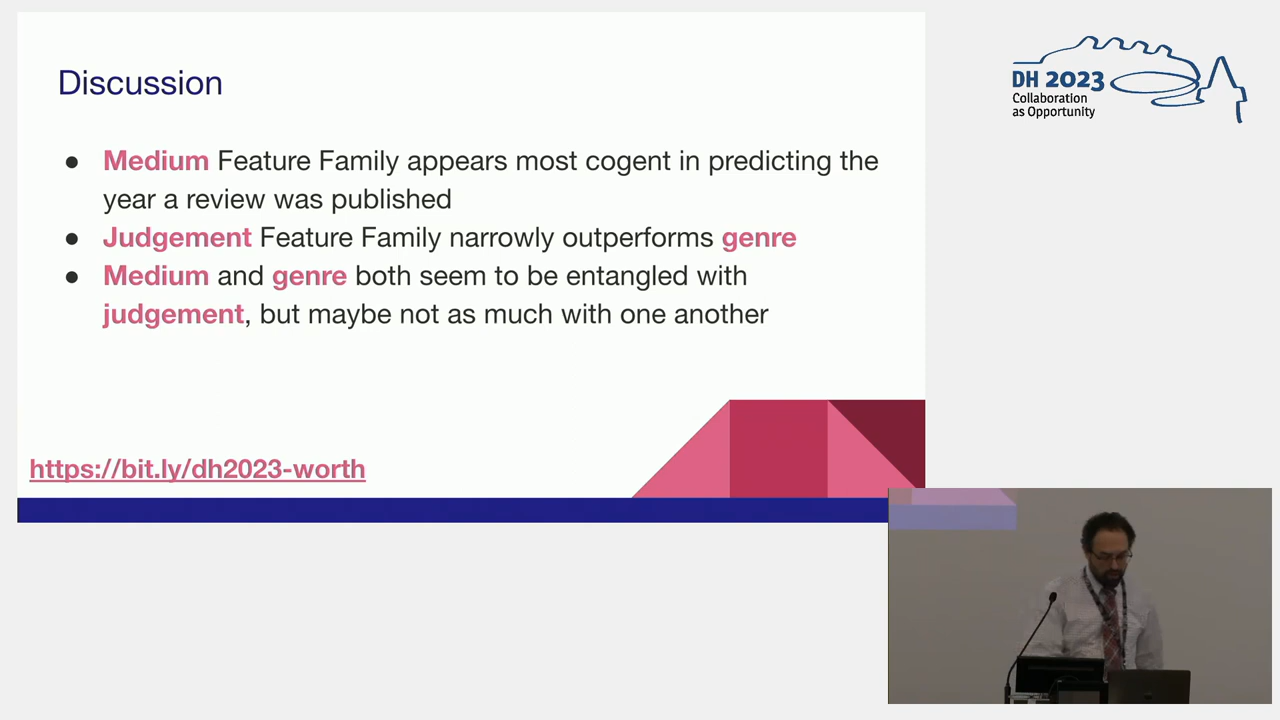 Discussion
● Medium Feature Family appears most cogent in predicting the
year a review was published
● Judgement Feature Family narrowly outperforms genre
● Medium and genre both seem to be entangled with
judgement, but maybe not as much with one another
https://bit.ly/dh2023-worth
DH 2023
Collaboration
as Opportunity